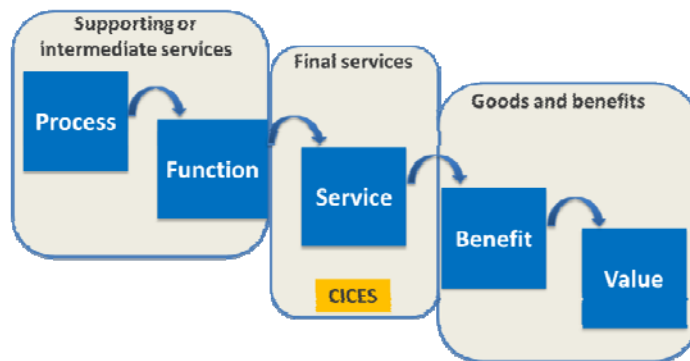 Supporting or
intermediate services
Process
Function
Final services
Service
CICES
Goods and benefits
Benefit
Value